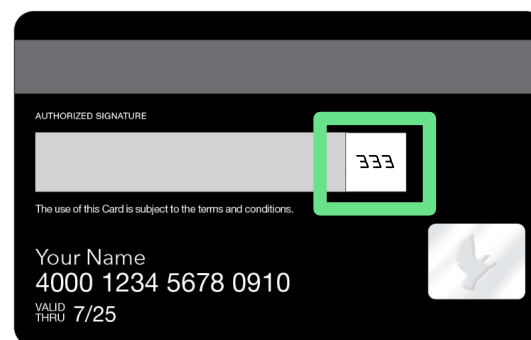 AUTHORIZED SIGNATURE
333
The use of this Card is subject to the terms and conditions.
Your Name
4000 1234 5678 0910
VALID
THRU 7/25